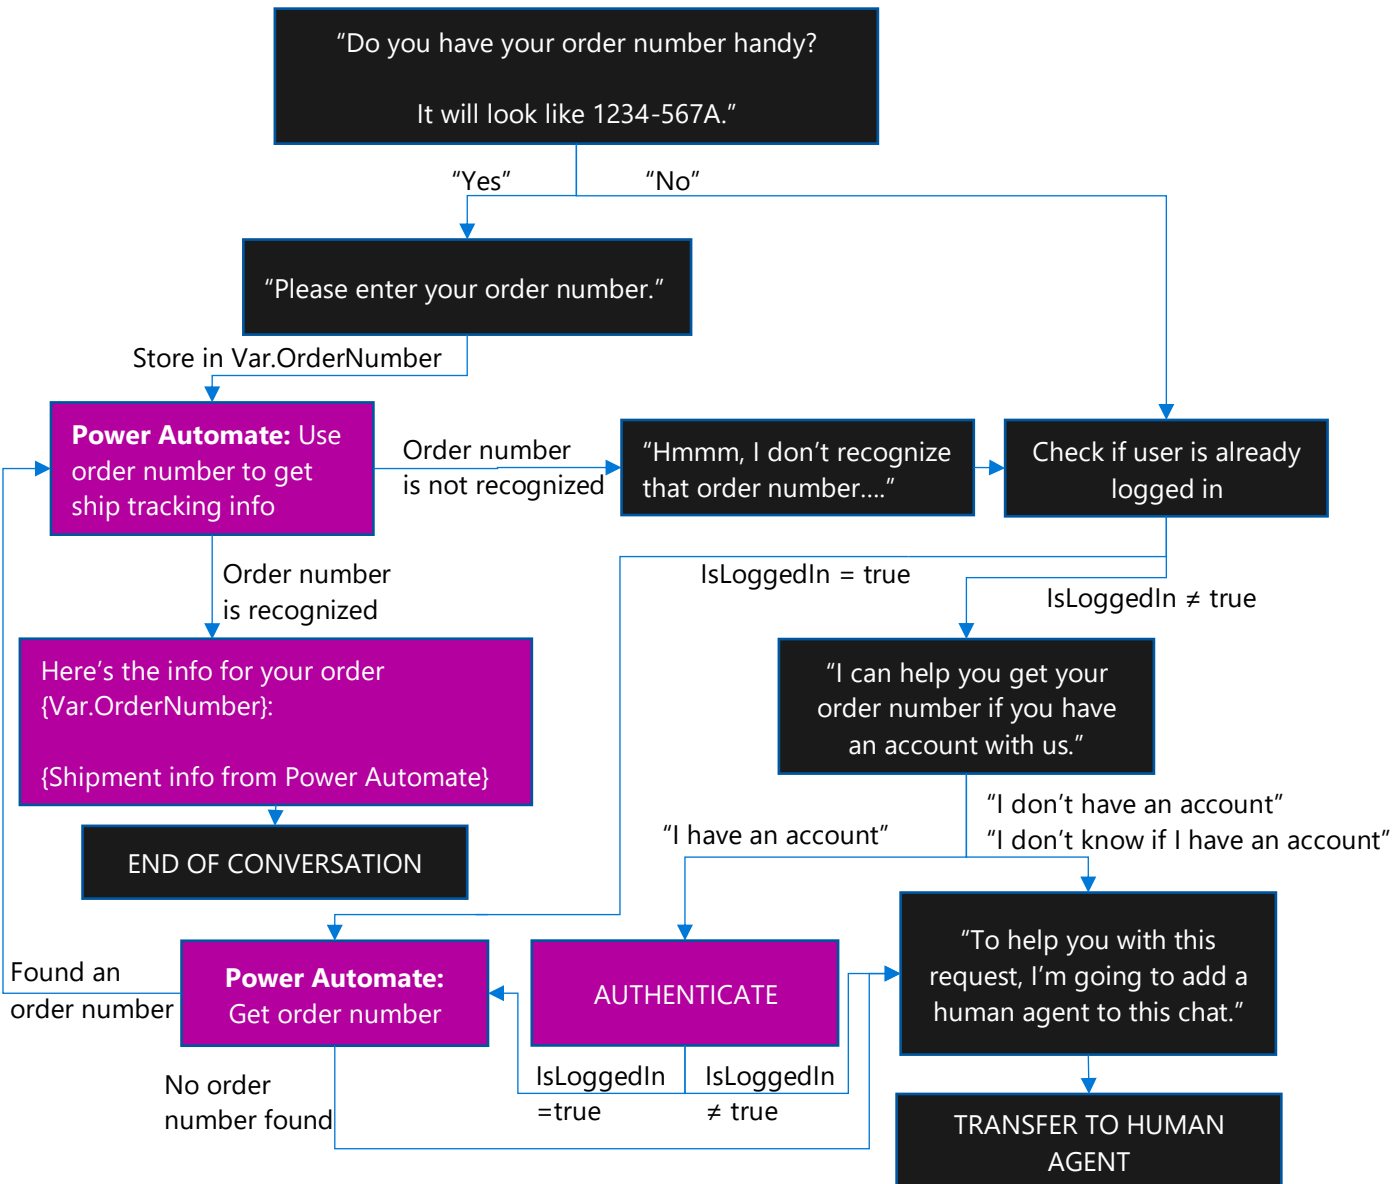 “Do you have your order number handy?
It will look like 1234-567A.”
“Yes”
“No”
“Please enter your order number.”
Store in Var.OrderNumber
Power Automate: Use
order number to get
ship tracking info
Order number
is not recognized
“Hmmm, I don’t recognize
that order number....”
Check if user is already
logged in
Order number
is recognized
IsLoggedIn = true
IsLoggedIn ≠ true
Here’s the info for your order
{Var.OrderNumber}:
{Shipment info from Power Automate}
“I can help you get your
order number if you have
an account with us.”
END OF CONVERSATION
“I have an account”
“I don’t have an account”
“I don’t know if I have an account”
Found an
order number
Power Automate:
Get order number
AUTHENTICATE
“To help you with this
request, I’m going to add a
human agent to this chat.”
No order
number found
IsLoggedIn
=true
IsLoggedIn
≠ true
TRANSFER TO HUMAN
AGENT